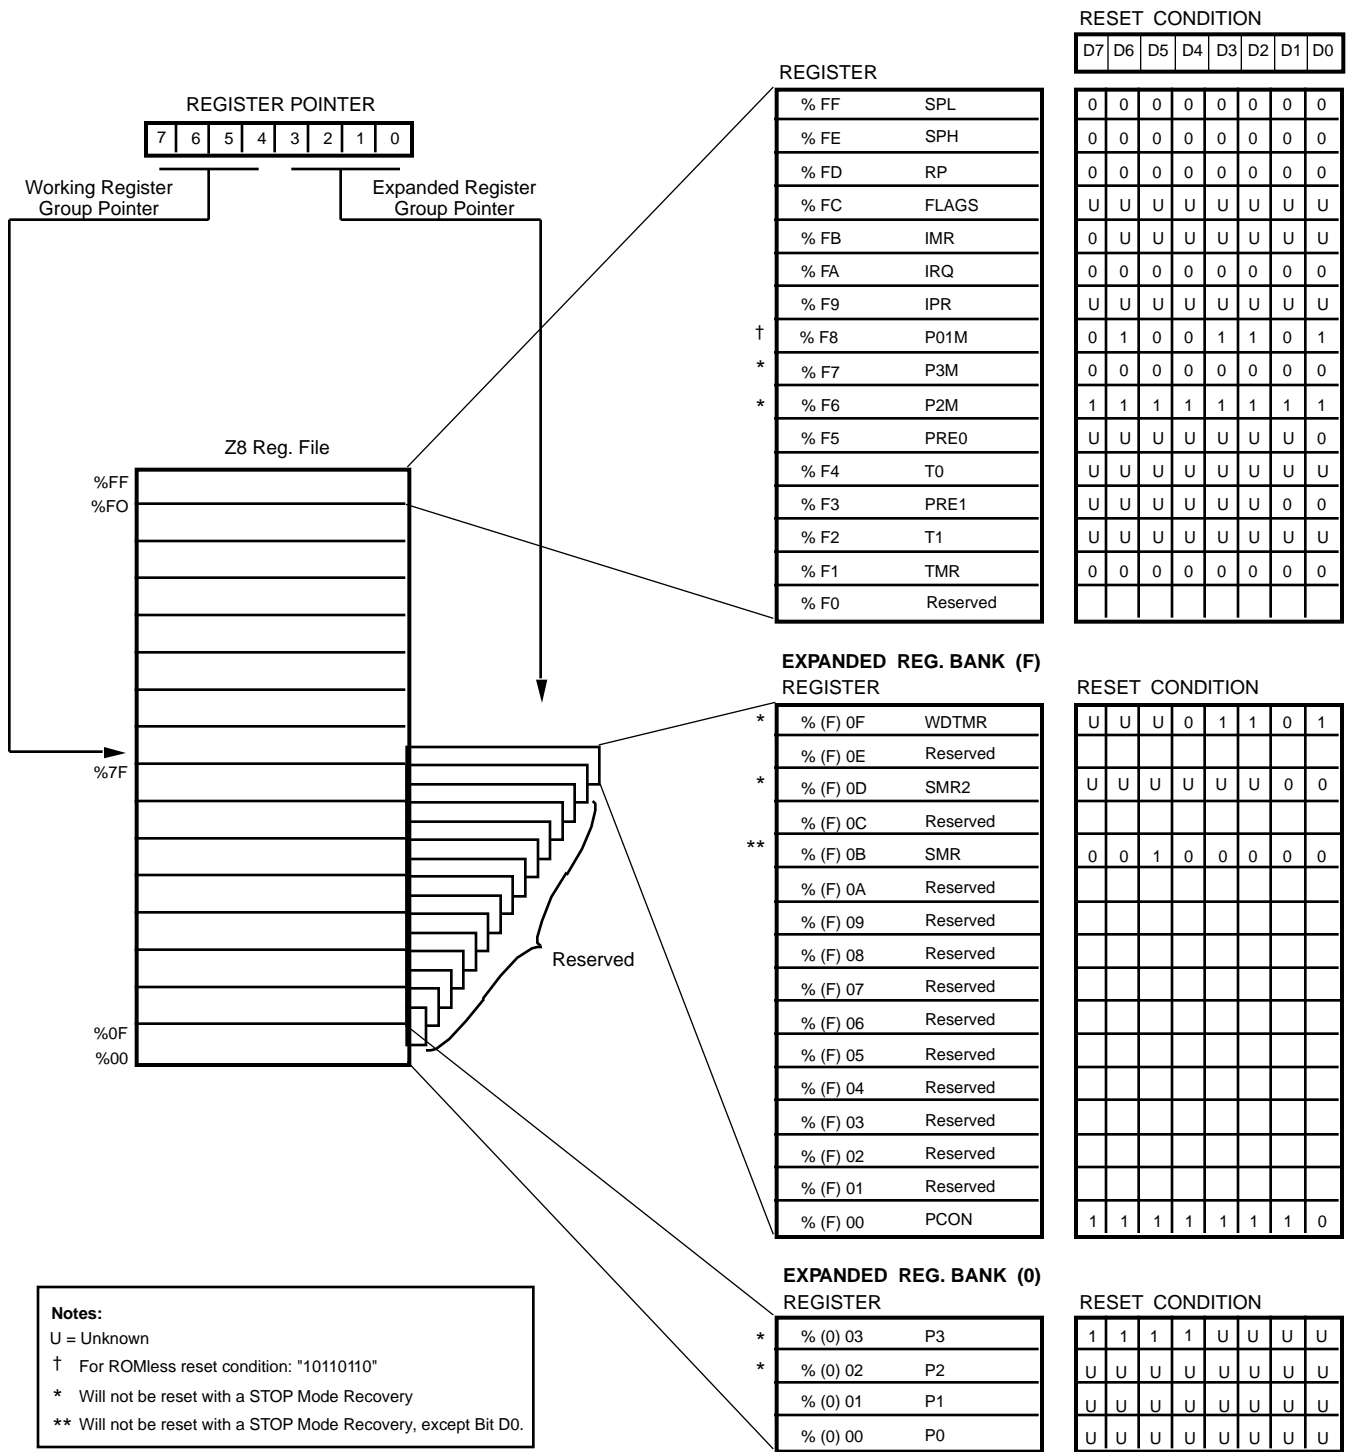 RESET CONDITION
D7 D6 D5 D4 D3 D2 D1 D0
REGISTER
REGISTER POINTER
7 6 5 4 3 2 1 0
Working Register
Group Pointer
Expanded Register
Group Pointer
% FF SPL 0 0 0 0 0 0 0 0
% FE SPH 0 0 0 0 0 0 0 0
% FD RP 0 0 0 0 0 0 0 0
% FC FLAGS U U U U U U U U
% FB IMR 0 U U U U U U U
% FA IRQ 0 0 0 0 0 0 0 0
% F9 IPR U U U U U U U U
† % F8 P01M 0 1 0 0 1 1 0 1
* % F7 P3M 0 0 0 0 0 0 0 0
* % F6 P2M 1 1 1 1 1 1 1 1
% F5 PRE0 U U U U U U U 0
% F4 T0 U U U U U U U U
% F3 PRE1 U U U U U U 0 0
% F2 T1 U U U U U U U U
% F1 TMR 0 0 0 0 0 0 0 0
% F0 Reserved
Z8 Reg. File
%FF
%FO
%7F
%0F
%00
Reserved
EXPANDED REG. BANK (F)
REGISTER RESET CONDITION
* % (F) 0F WDTMR U U U 0 1 1 0 1
% (F) 0E Reserved
* % (F) 0D SMR2 U U U U U U 0 0
% (F) 0C Reserved
** % (F) 0B SMR 0 0 1 0 0 0 0 0
% (F) 0A Reserved
% (F) 09 Reserved
% (F) 08 Reserved
% (F) 07 Reserved
% (F) 06 Reserved
% (F) 05 Reserved
% (F) 04 Reserved
% (F) 03 Reserved
% (F) 02 Reserved
% (F) 01 Reserved
% (F) 00 PCON 1 1 1 1 1 1 1 0
EXPANDED REG. BANK (0)
REGISTER RESET CONDITION
* % (0) 03 P3 1 1 1 1 U U U U
* % (0) 02 P2 U U U U U U U U
% (0) 01 P1 U U U U U U U U
% (0) 00 P0 U U U U U U U U
Notes:
U = Unknown
† For ROMless reset condition: "10110110"
* Will not be reset with a STOP Mode Recovery
** Will not be reset with a STOP Mode Recovery, except Bit D0.